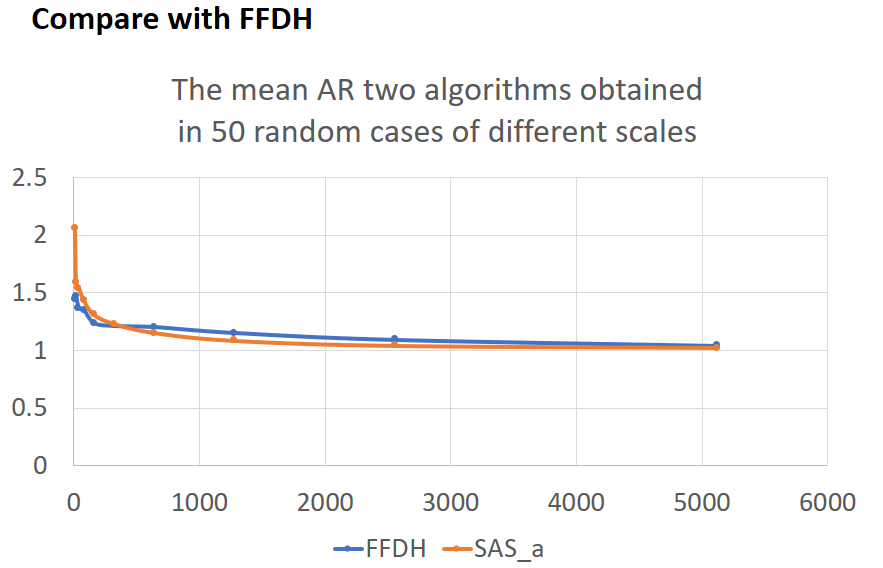 Compare with FFDH
The mean AR two algorithms obtained
in 50 random cases of different scales
2.5
2
1.5
1
0.5
0
0 1000 2000 3000 4000 5000 6000
FFDH SAS_a